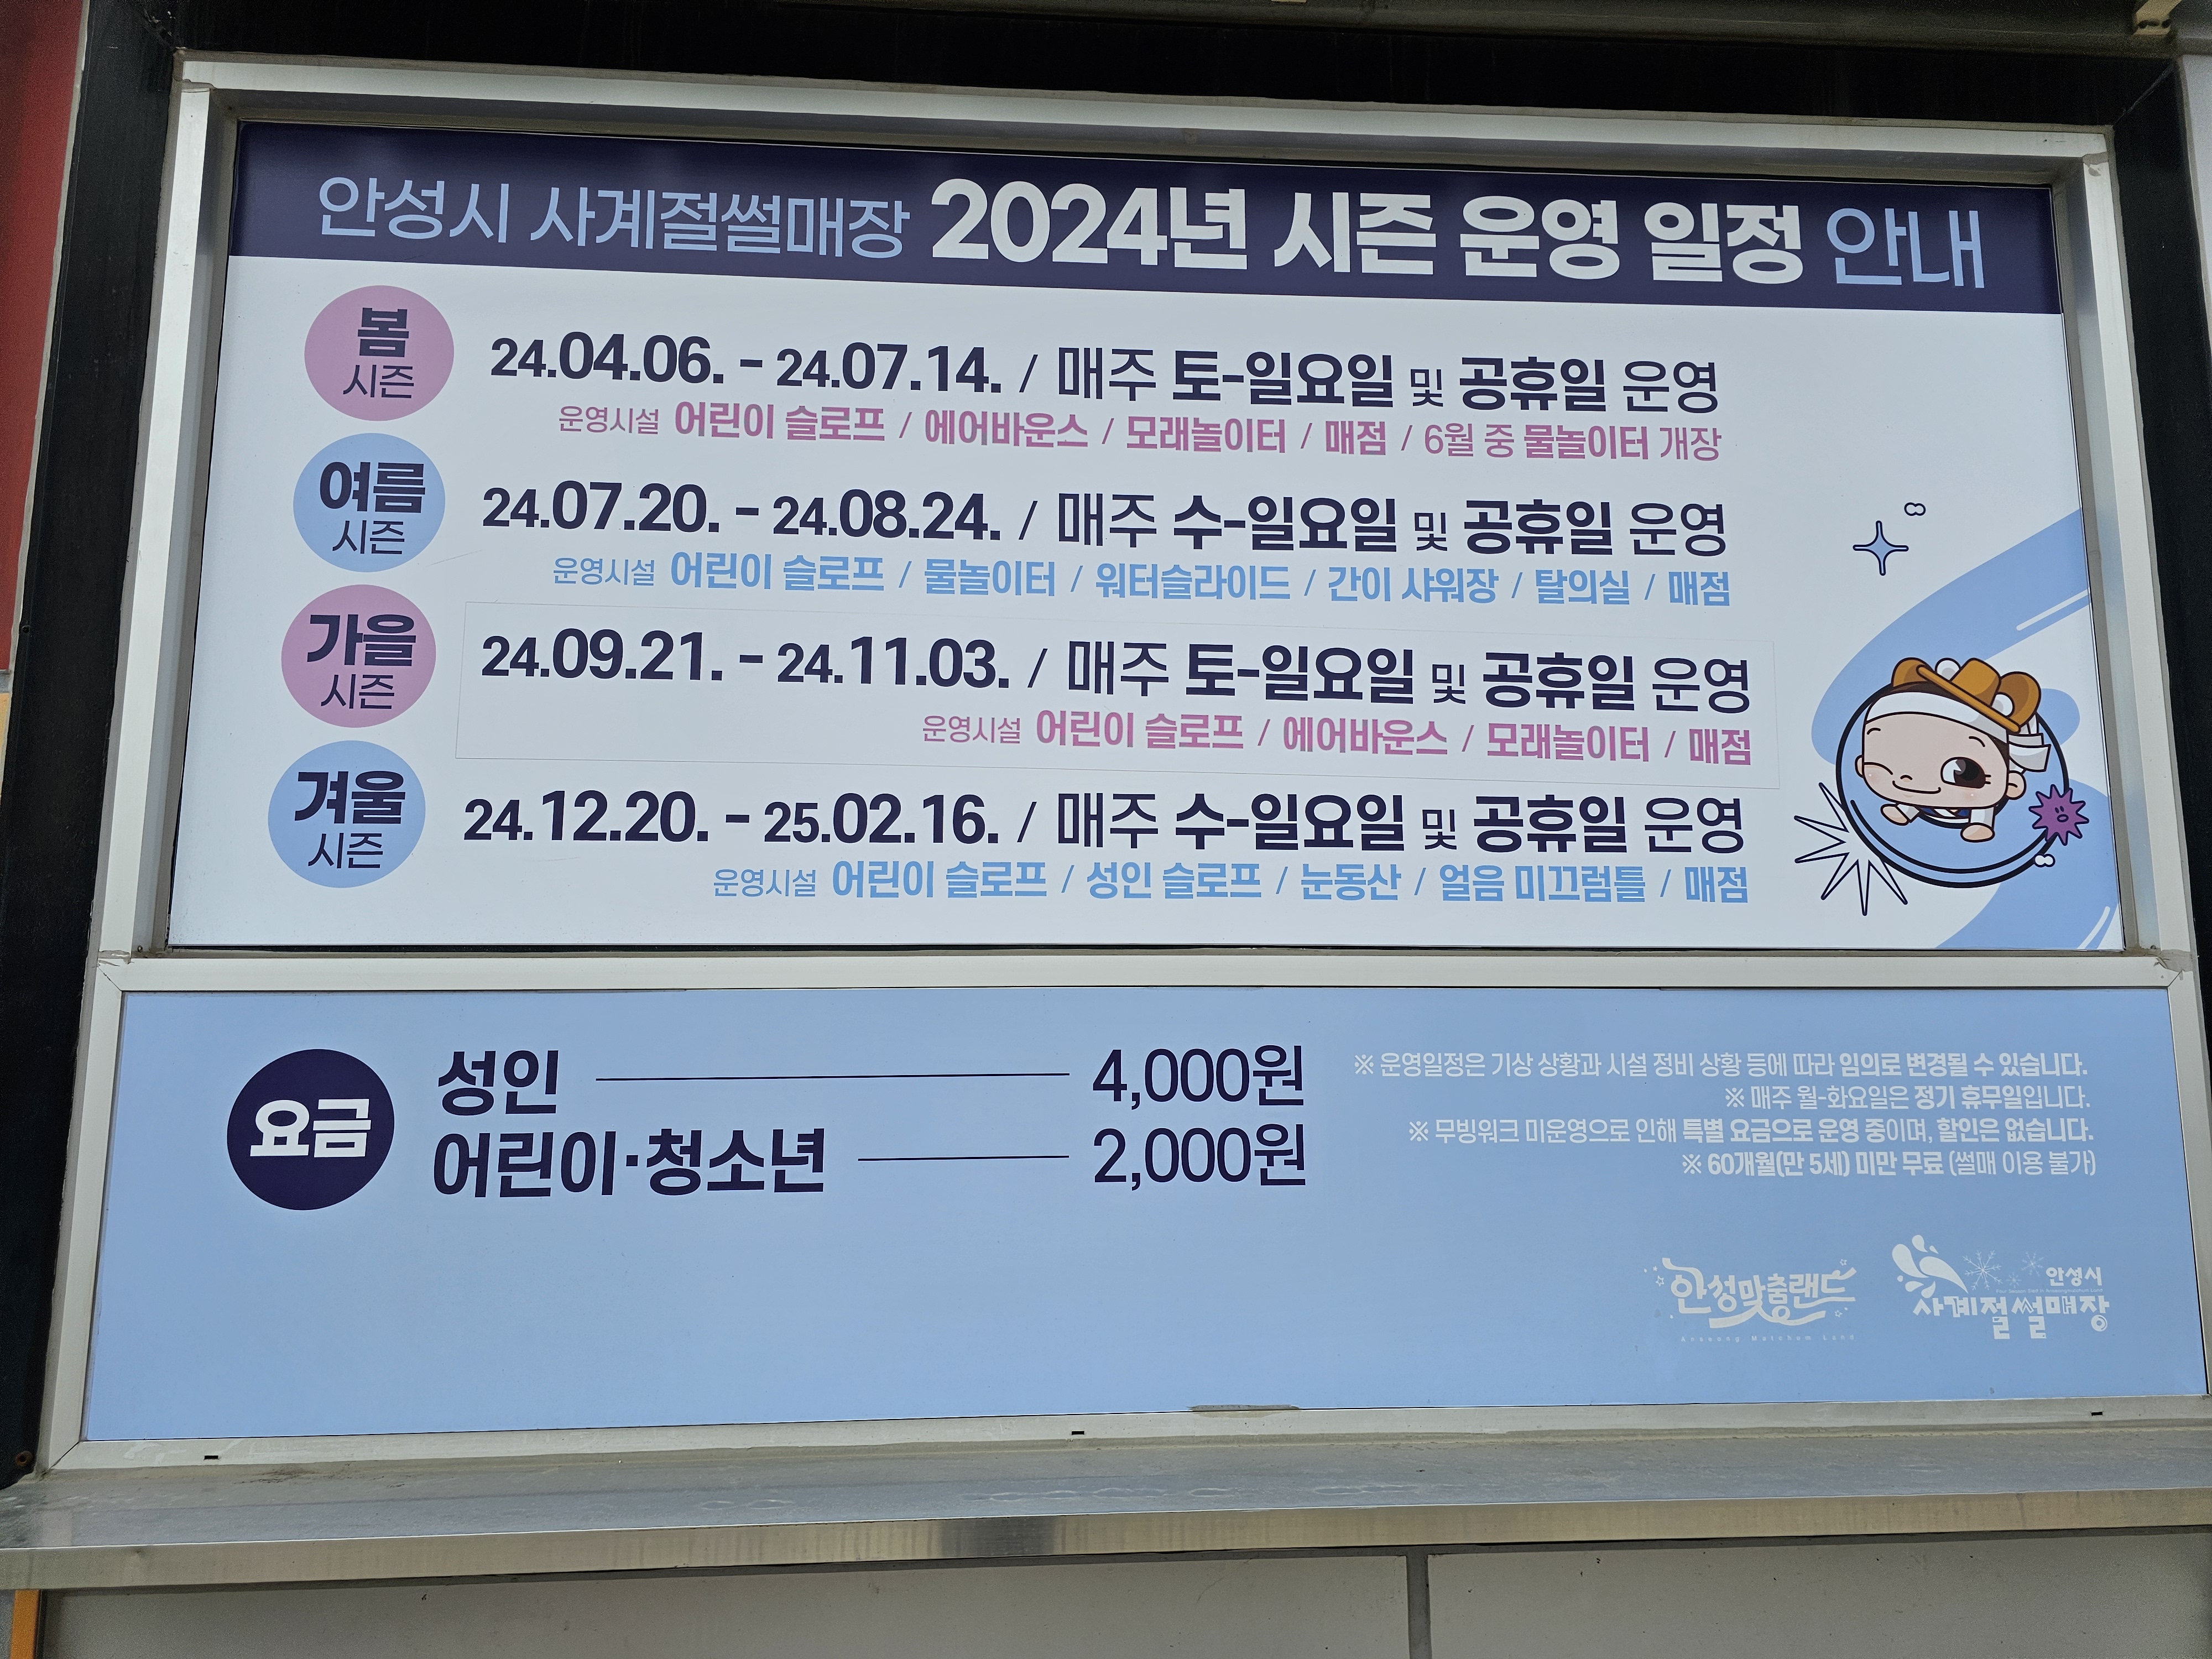 안성시 사계절썰매장 2024년 시즌 운영 일정 안내
봄
시즌
24.04.06. - 24.07.14. / 매주 토-일요일 및 공휴일 운영
운영시설 어린이 슬로프 / 에어바운스 / 모래놀이터 / 매점 / 6월 중 물놀이터 개장
여름
시즌
24.07.20. - 24.08.24. / 매주 수-일요일 및 공휴일 운영
운영시설 어린이 슬로프 / 물놀이터 / 워터슬라이드 / 간이 샤워장 / 탈의실 / 매점
가을
시즌
24.09.21. - 24.11.03. / 매주 토-일요일 및 공휴일 운영
운영시설 어린이 슬로프 / 에어바운스 / 모래놀이터 / 매점
겨울
시즌
24.12.20. - 25.02.16. / 매주 수-일요일 및 공휴일 운영
운영시설 어린이 슬로프 / 성인 슬로프 / 눈동산 / 얼음 미끄럼틀 / 매점
요금
성인 4,000원
어린이·청소년 2,000원
※ 운영일정은 기상 상황과 시설 정비 상황 등에 따라 임의로 변경될 수 있습니다.
※ 매주 월-화요일은 정기 휴무일입니다.
※ 무빙워크 미운영으로 인해 특별 요금으로 운영 중이며, 할인은 없습니다.
※ 60개월(만 5세) 미만 무료 (썰매 이용 불가)
안성맞춤랜드
Anseong Matchum Land
안성시
사계절썰매장